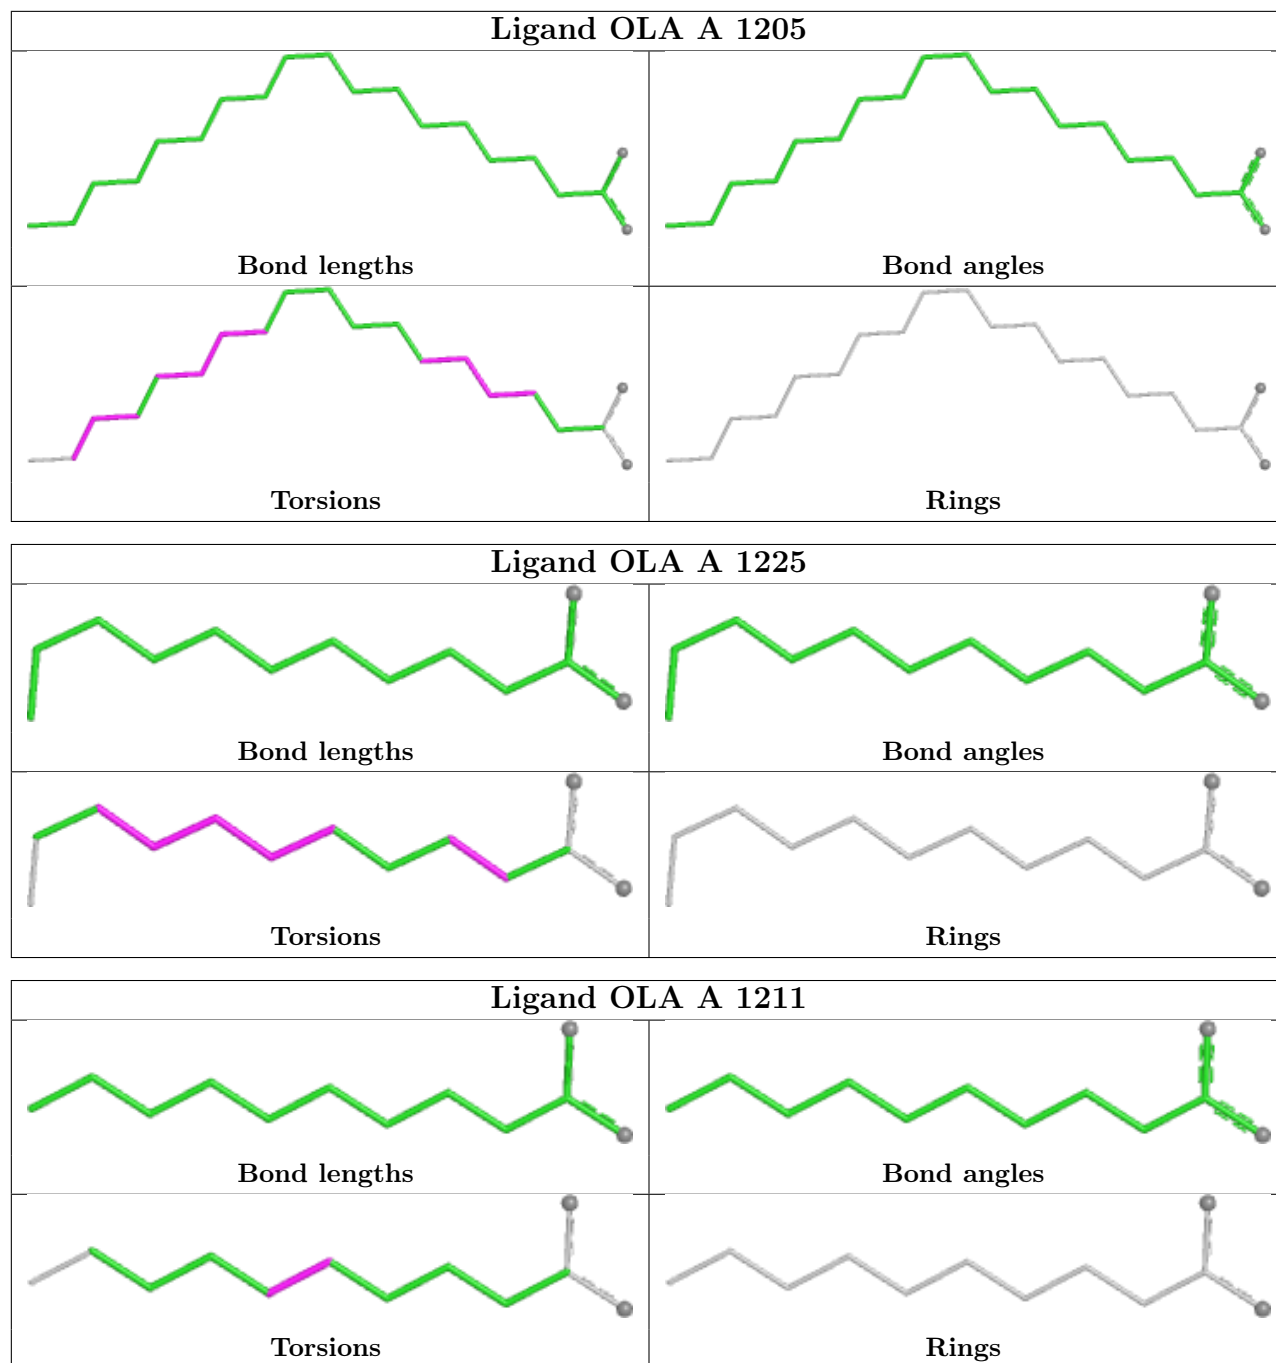 Ligand OLA A 1205
Bond lengths
Bond angles
Torsions
Rings
Ligand OLA A 1225
Bond lengths
Bond angles
Torsions
Rings
Ligand OLA A 1211
Bond lengths
Bond angles
Torsions
Rings